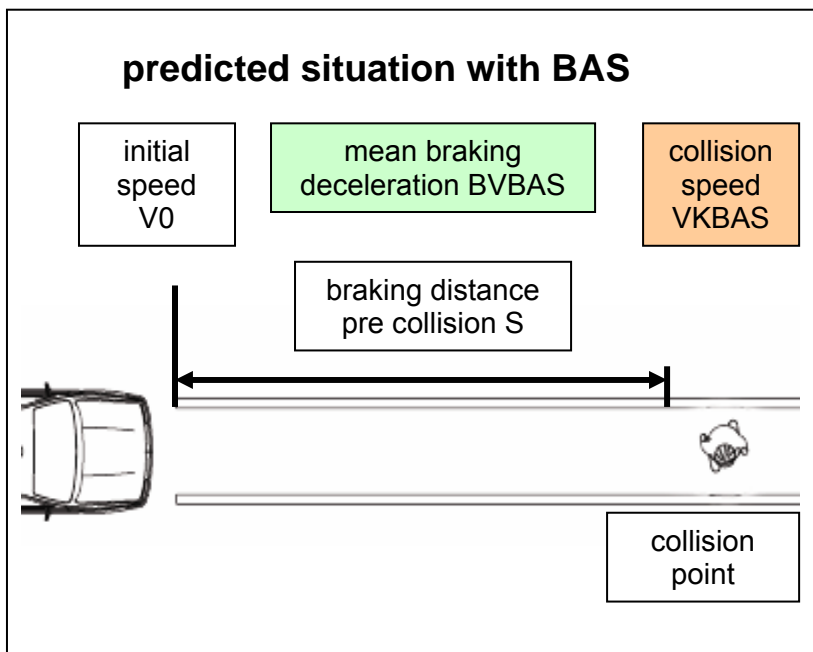 predicted situation with BAS
initial
speed
V0
mean braking
deceleration BVBAS
collision
speed
VKBAS
braking distance
pre collision S
collision
point